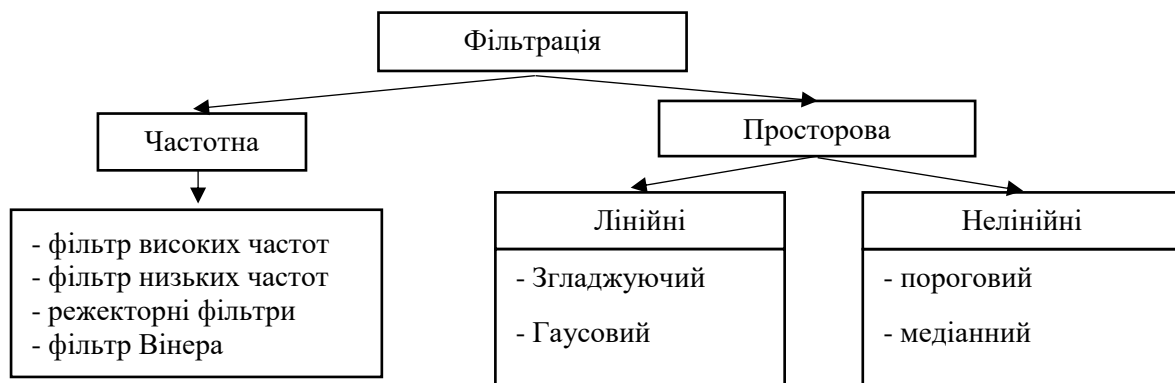 Фільтрація
Частотна
Просторова
- фільтр високих частот
- фільтр низьких частот
- режекторні фільтри
- фільтр Вінера
Лінійні
- Згладжуючий
- Гаусовий
Нелінійні
- пороговий
- медіанний